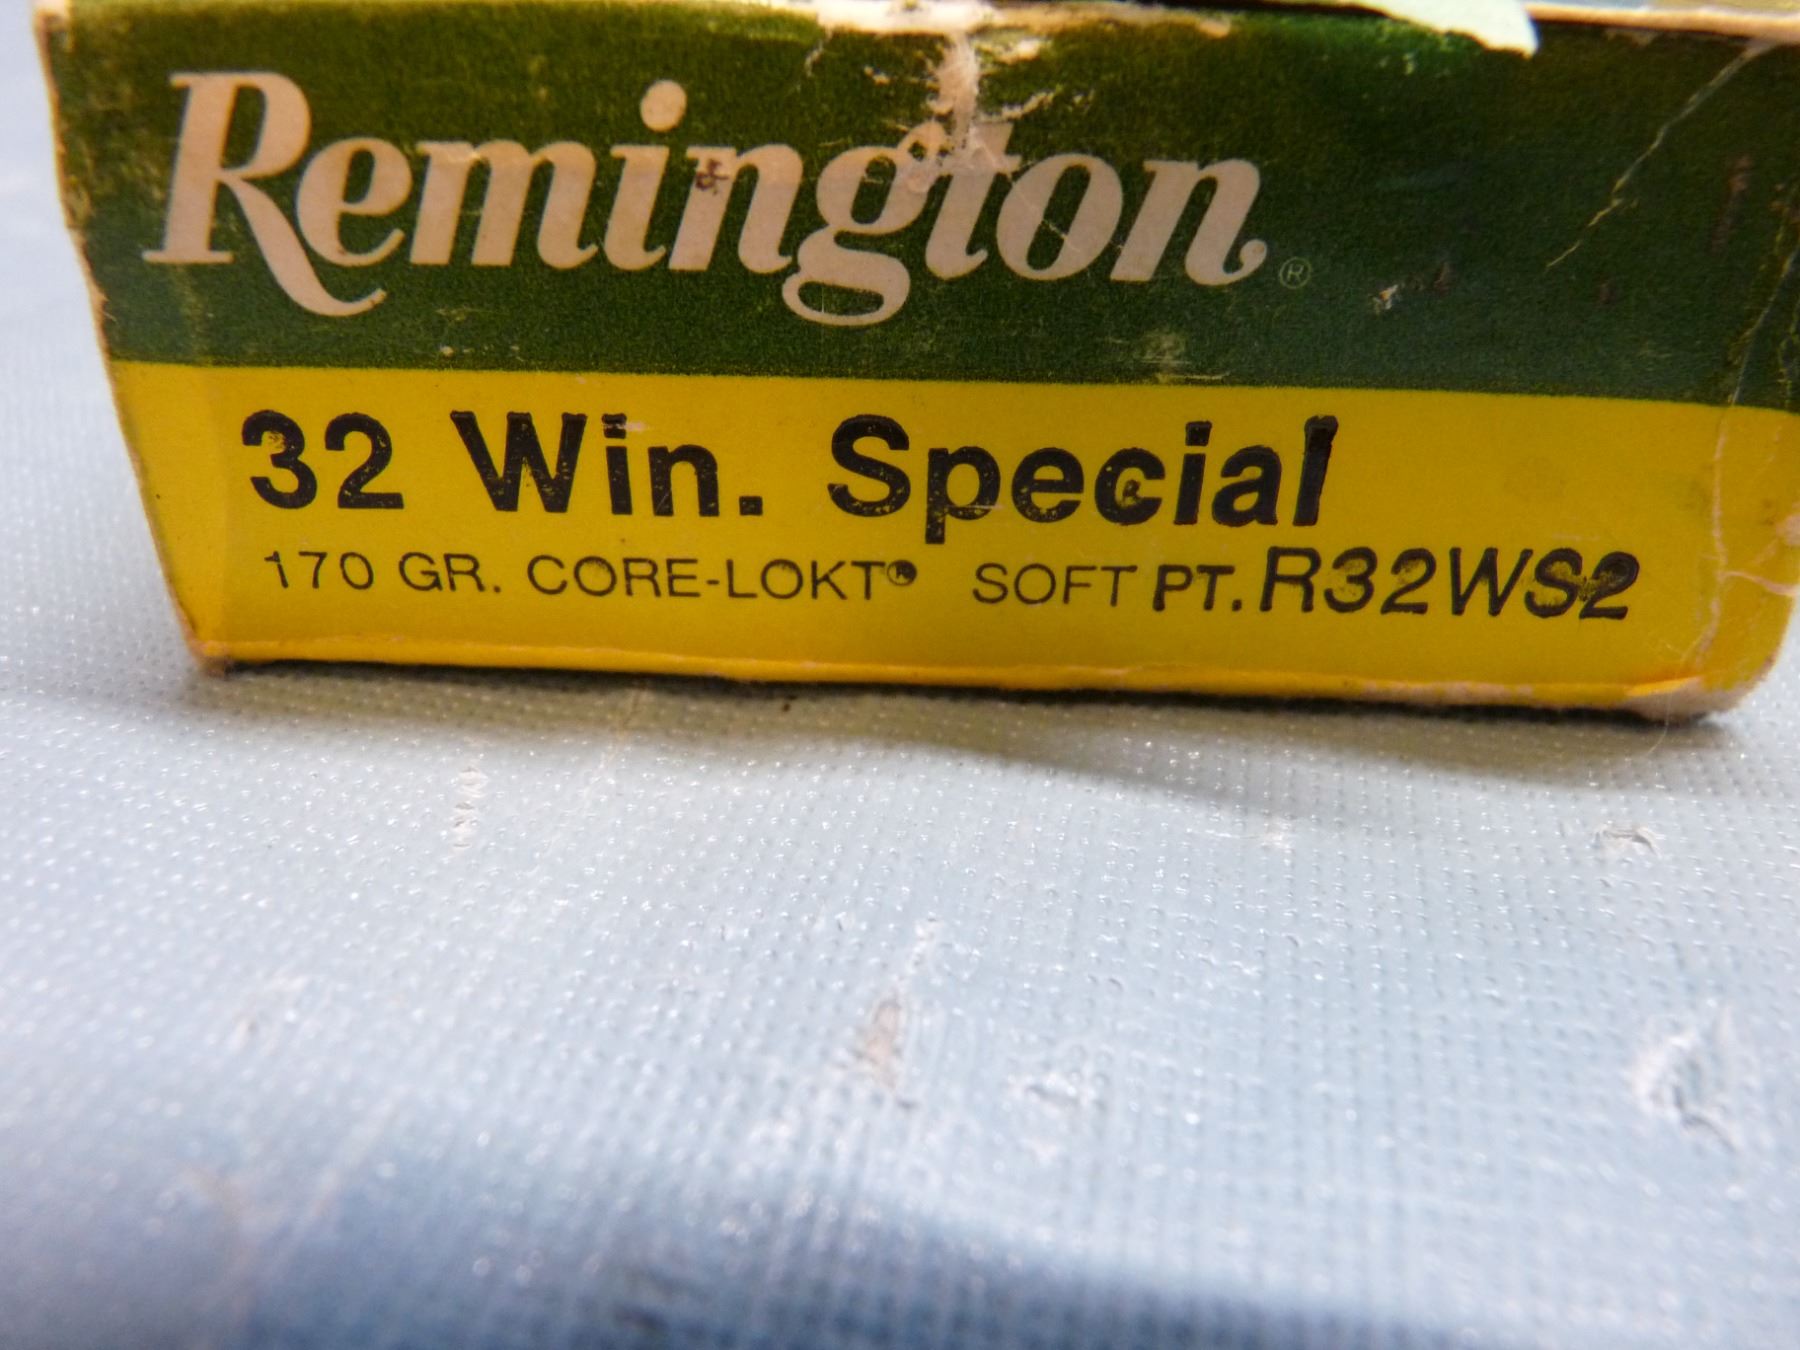 Remington®
32 Win. Special
170 GR. CORE-LOKT® SOFT PT. R32WS2